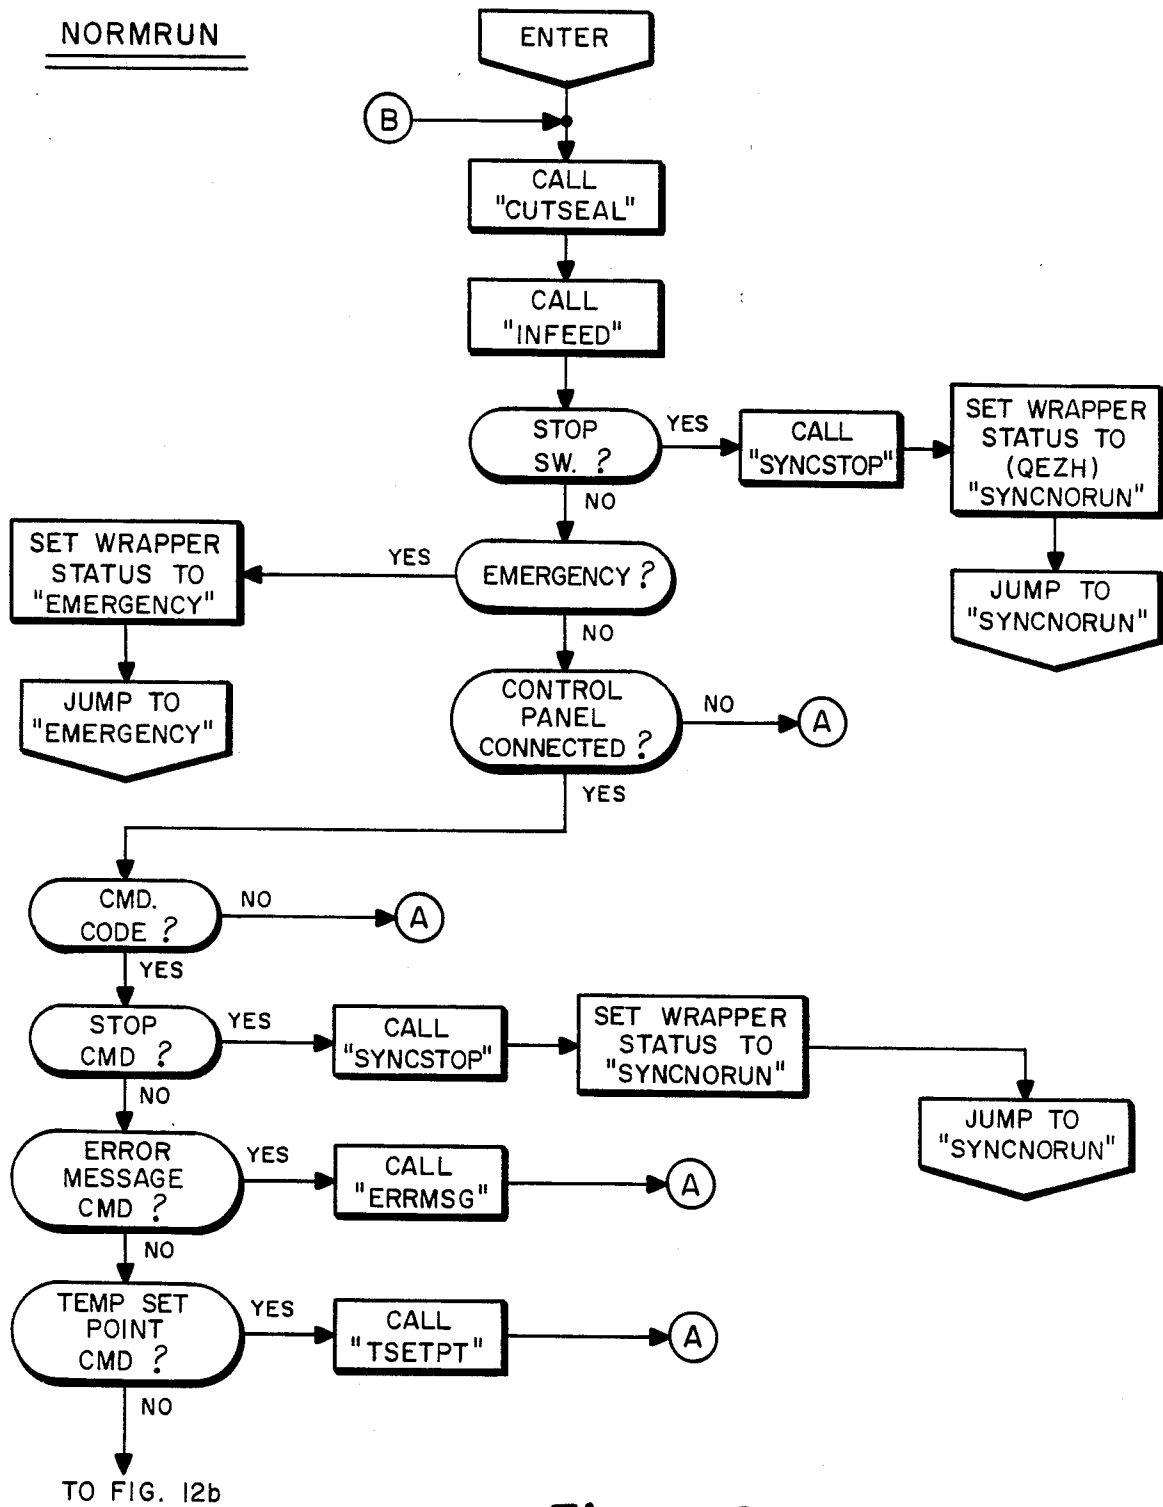 NORMRUN
ENTER
B
CALL
"CUTSEAL"
CALL
"INFEED"
STOP
SW. ?
YES
CALL
"SYNCSTOP"
SET WRAPPER
STATUS TO
(QEZH)
"SYNCNORUN"
JUMP TO
"SYNCNORUN"
NO
EMERGENCY ?
YES
SET WRAPPER
STATUS TO
"EMERGENCY"
JUMP TO
"EMERGENCY"
NO
CONTROL
PANEL
CONNECTED ?
NO
A
YES
CMD.
CODE ?
NO
A
YES
STOP
CMD ?
YES
CALL
"SYNCSTOP"
SET WRAPPER
STATUS TO
"SYNCNORUN"
JUMP TO
"SYNCNORUN"
NO
ERROR
MESSAGE
CMD ?
YES
CALL
"ERRMSG"
A
NO
TEMP SET
POINT
CMD ?
YES
CALL
"TSETPT"
A
NO
TO FIG. 12b